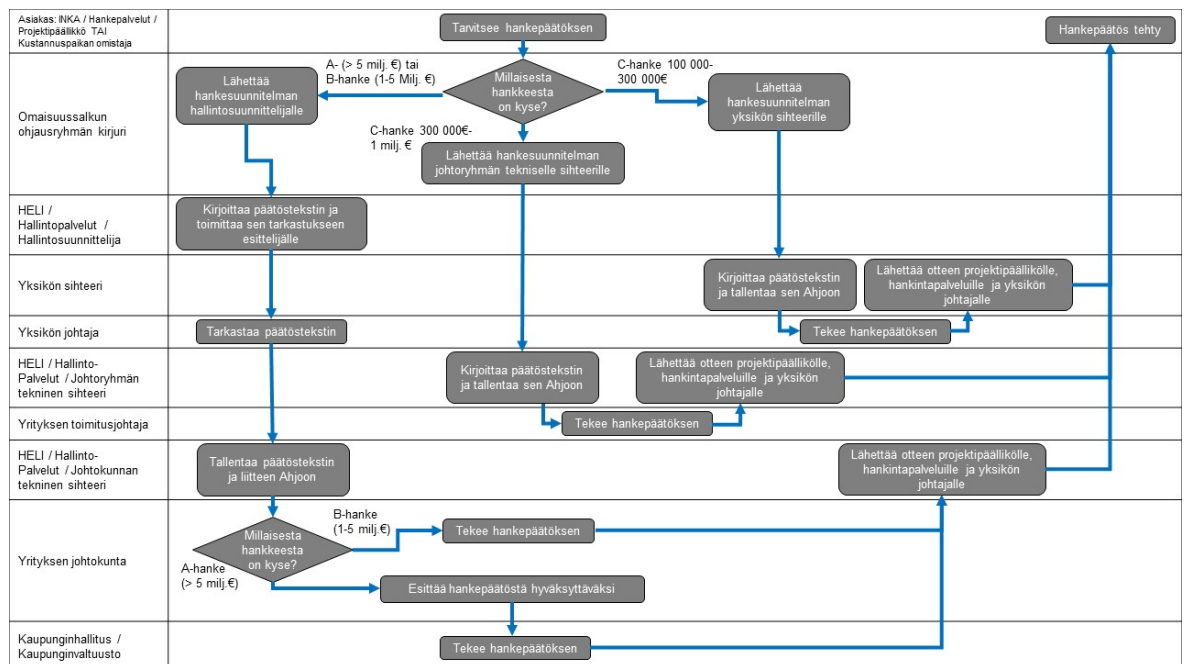 Asiakas: INKA / Hankepalvelut /
Projektipäällikkö TAI
Kustannuspaikan omistaja
Tarvitsee hankepäätöksen
Hankepäätös tehty
Omaisuussalkun
ohjausryhmän kirjuri
Lähettää
hankesuunnitelman
hallintosuunnittelijalle
A- (> 5 milj. €) tai
B-hanke (1-5 Milj. €)
Millaisesta
hankkeesta
on kyse?
C-hanke 100 000-
300 000€
Lähettää
hankesuunnitelman
yksikön sihteerille
C-hanke 300 000€-
1 milj. €
Lähettää hankesuunnitelman
johtoryhmän tekniselle sihteerille
HELI /
Hallintopalvelut /
Hallintosuunnittelija
Kirjoittaa päätöstekstin ja
toimittaa sen tarkastukseen
esittelijälle
Yksikön sihteeri
Kirjoittaa päätöstekstin
ja tallentaa sen Ahjoon
Lähettää otteen projektipäällikölle,
hankintapalveluille ja yksikön
johtajalle
Yksikön johtaja
Tarkastaa päätöstekstin
Tekee hankepäätöksen
HELI / Hallinto-
Palvelut / Johtoryhmän
tekninen sihteeri
Kirjoittaa päätöstekstin
ja tallentaa sen Ahjoon
Lähettää otteen projektipäällikölle,
hankintapalveluille ja yksikön
johtajalle
Yrityksen toimitusjohtaja
Tekee hankepäätöksen
HELI / Hallinto-
Palvelut / Johtokunnan
tekninen sihteeri
Tallentaa päätöstekstin
ja liitteen Ahjoon
Lähettää otteen projektipäällikölle,
hankintapalveluille ja yksikön
johtajalle
Yrityksen johtokunta
Millaisesta
hankkeesta
on kyse?
B-hanke
(1-5 milj.€)
Tekee hankepäätöksen
A-hanke
(> 5 milj.€)
Esittää hankepäätöstä hyväksyttäväksi
Kaupunginhallitus /
Kaupunginvaltuusto
Tekee hankepäätöksen